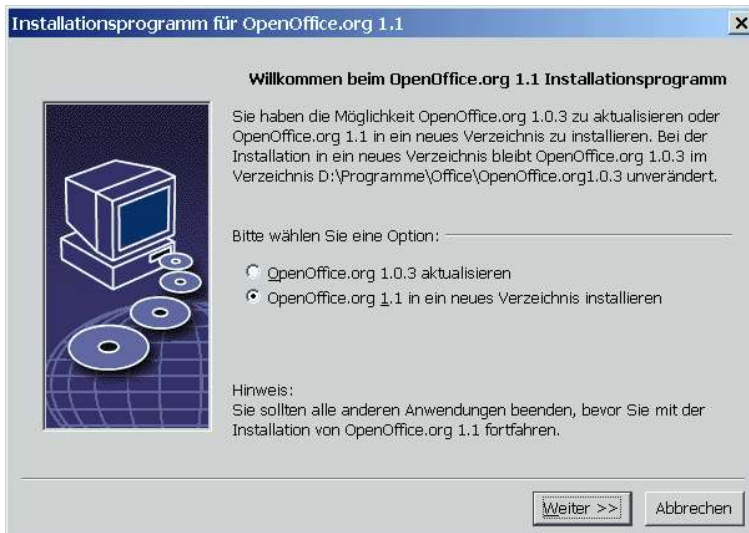 Installationsprogramm für OpenOffice.org 1.1
Willkommen beim OpenOffice.org 1.1 Installationsprogramm
Sie haben die Möglichkeit OpenOffice.org 1.0.3 zu aktualisieren oder
OpenOffice.org 1.1 in ein neues Verzeichnis zu installieren. Bei der
Installation in ein neues Verzeichnis bleibt OpenOffice.org 1.0.3 im
Verzeichnis D:\Programme\Office\OpenOffice.org1.0.3 unverändert.
Bitte wählen Sie eine Option:
OpenOffice.org 1.0.3 aktualisieren
OpenOffice.org 1.1 in ein neues Verzeichnis installieren
Hinweis:
Sie sollten alle anderen Anwendungen beenden, bevor Sie mit der
Installation von OpenOffice.org 1.1 fortfahren.
Weiter >> Abbrechen